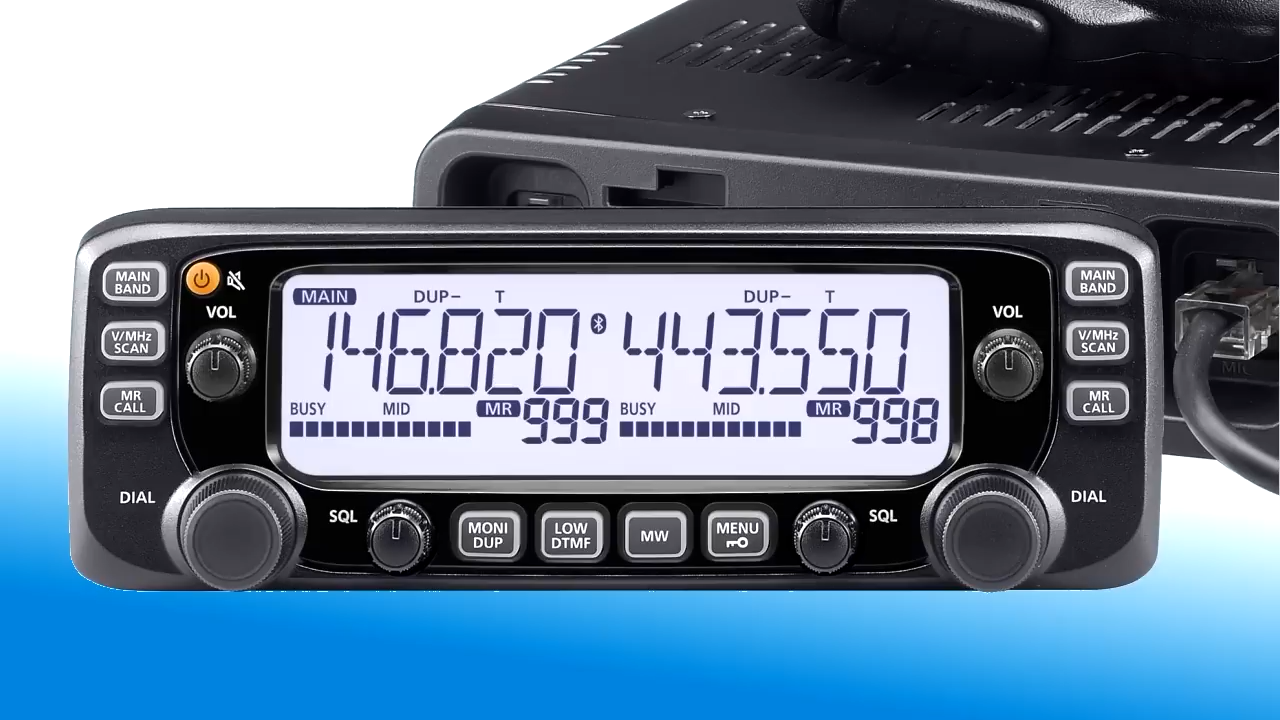 MAIN BAND
V/MHz SCAN
MR CALL
VOL
DIAL
SQL
MAIN DUP− T
146.820
BUSY MID MR 999
DUP− T
443.550
BUSY MID MR 998
MONI DUP
LOW DTMF
MW
MENU
SQL
VOL
MAIN BAND
V/MHz SCAN
MR CALL
DIAL
MIC